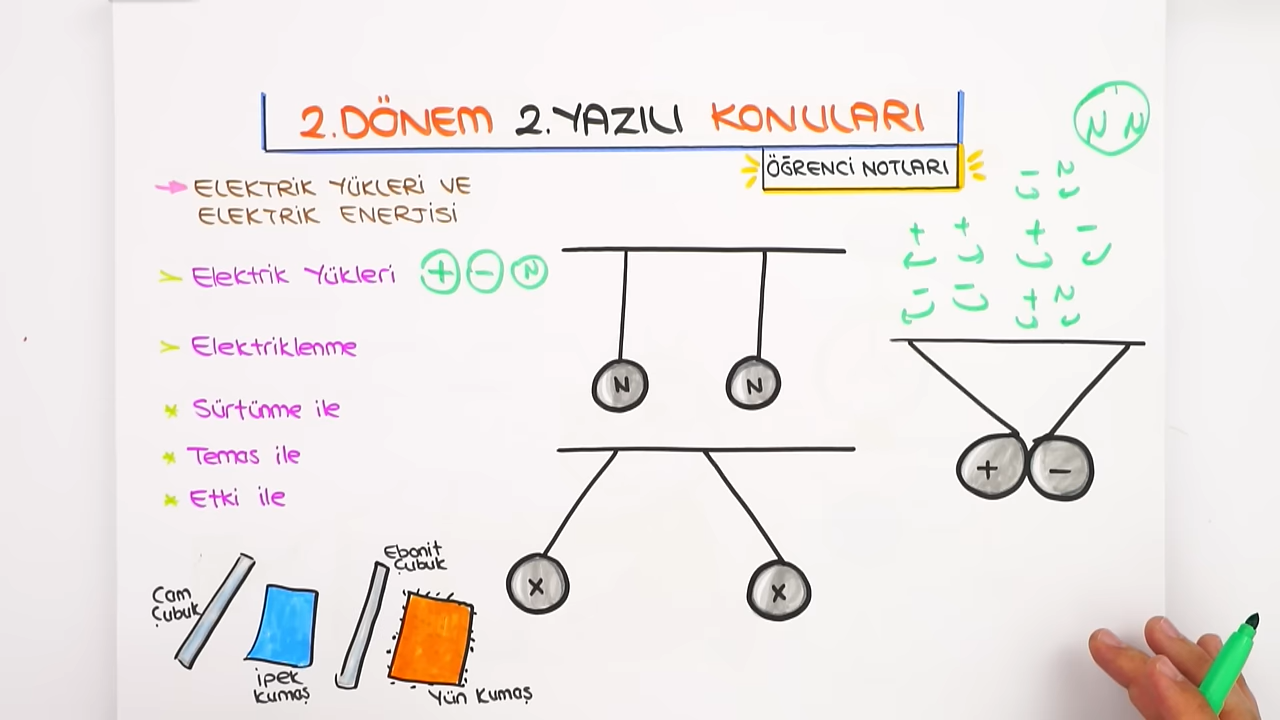 2.DÖNEM 2.YAZILI KONULARI
ÖĞRENCİ NOTLARI
N N
ELEKTRİK YÜKLERİ VE
ELEKTRİK ENERJİSİ
Elektrik Yükleri + - N
Elektriklenme
Sürtünme ile
Temas ile
Etki ile
N N
+ -
X X
Cam
Çubuk
İpek
Kumaş
Ebonit
Çubuk
Yün Kumaş